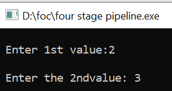 D:\foc\four stage pipeline.exe
Enter 1st value:2
Enter the 2ndvalue: 3